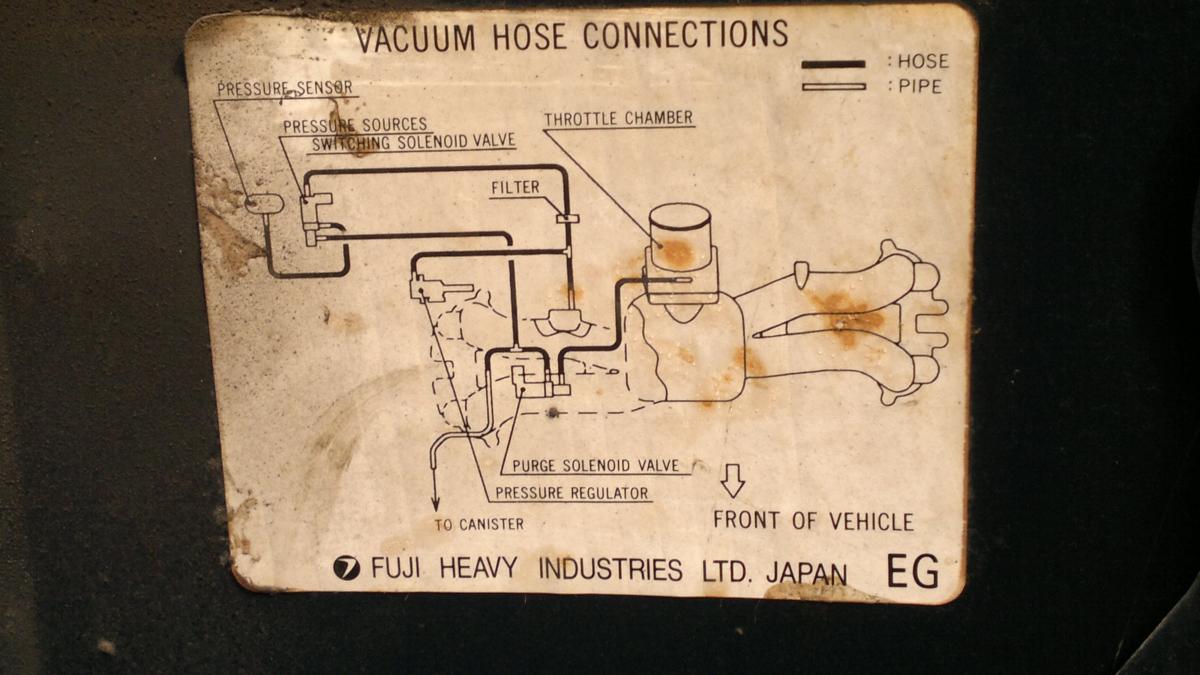 VACUUM HOSE CONNECTIONS
: HOSE
: PIPE
PRESSURE SENSOR
PRESSURE SOURCES
SWITCHING SOLENOID VALVE
THROTTLE CHAMBER
FILTER
PURGE SOLENOID VALVE
PRESSURE REGULATOR
TO CANISTER
FRONT OF VEHICLE
FUJI HEAVY INDUSTRIES LTD. JAPAN EG